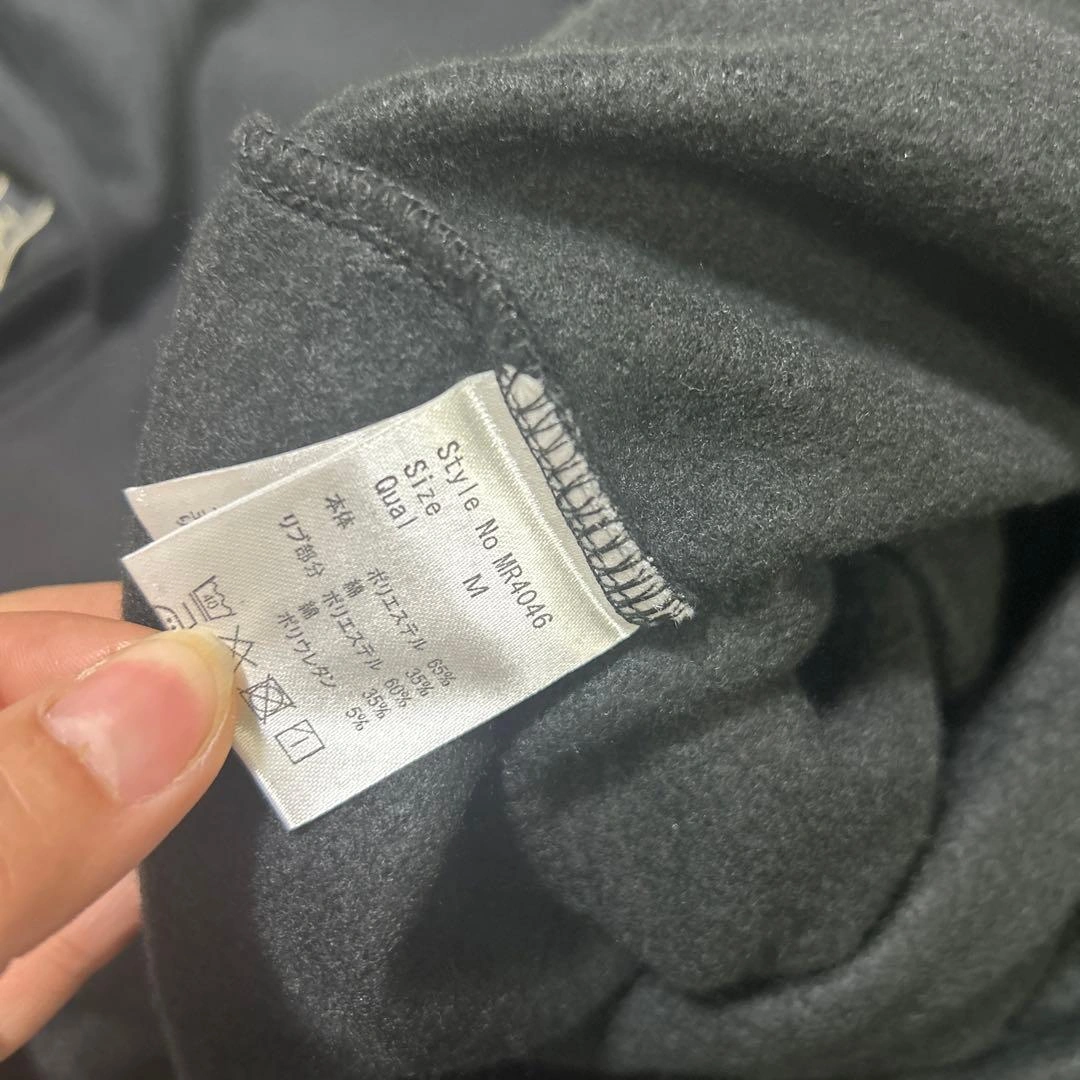 Style No MR4046
Size M
Qual
本体 ポリエステル 65%
綿 35%
リブ部分 ポリエステル 60%
綿 35%
ポリウレタン 5%
40